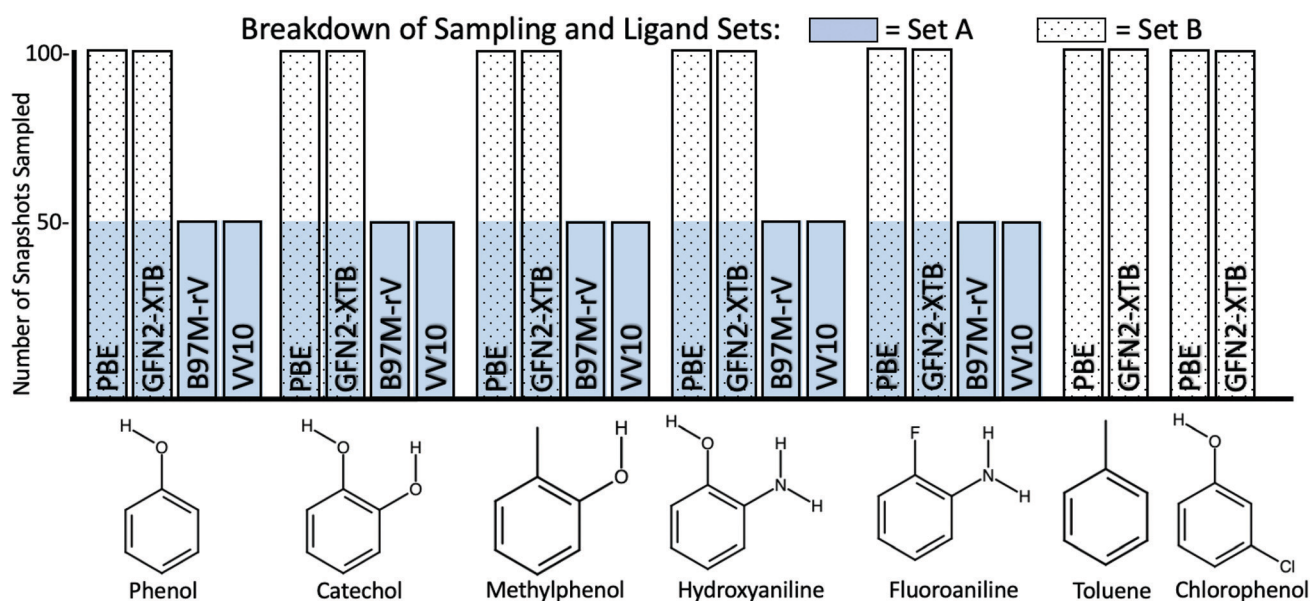 Breakdown of Sampling and Ligand Sets: = Set A = Set B
Number of Snapshots Sampled
100-
50-
PBE
GFN2-XTB
B97M-rV
VV10
PBE
GFN2-XTB
B97M-rV
VV10
PBE
GFN2-XTB
B97M-rV
VV10
PBE
GFN2-XTB
B97M-rV
VV10
PBE
GFN2-XTB
B97M-rV
VV10
PBE
GFN2-XTB
PBE
GFN2-XTB
H
O
H
O
H
O
H
O
H
O
H
N
H
F
H
N
H
H
O
Cl
Phenol
Catechol
Methylphenol
Hydroxyaniline
Fluoroaniline
Toluene
Chlorophenol